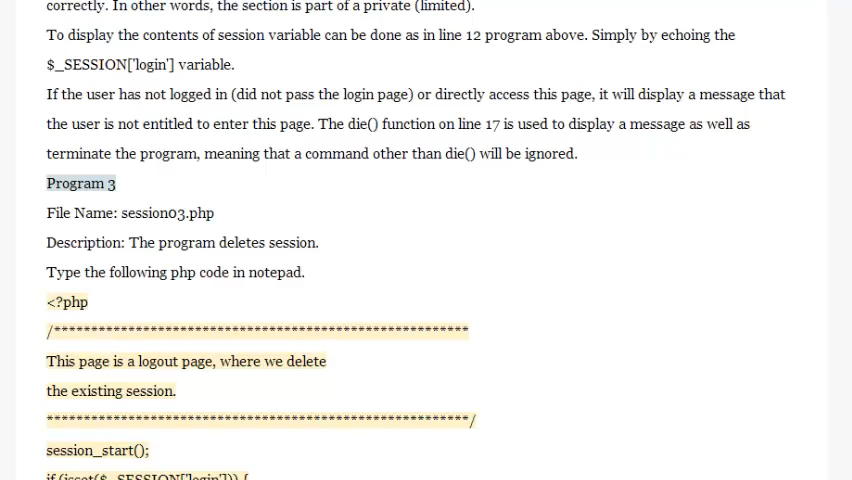 correctly. In other words, the section is part of a private (limited).
To display the contents of session variable can be done as in line 12 program above. Simply by echoing the
$_SESSION['login'] variable.
If the user has not logged in (did not pass the login page) or directly access this page, it will display a message that
the user is not entitled to enter this page. The die() function on line 17 is used to display a message as well as
terminate the program, meaning that a command other than die() will be ignored.
Program 3
File Name: session03.php
Description: The program deletes session.
Type the following php code in notepad.
<?php
/********************************************************
This page is a logout page, where we delete
the existing session.
*********************************************************/
session_start();
if (isset($_SESSION['login'])) {